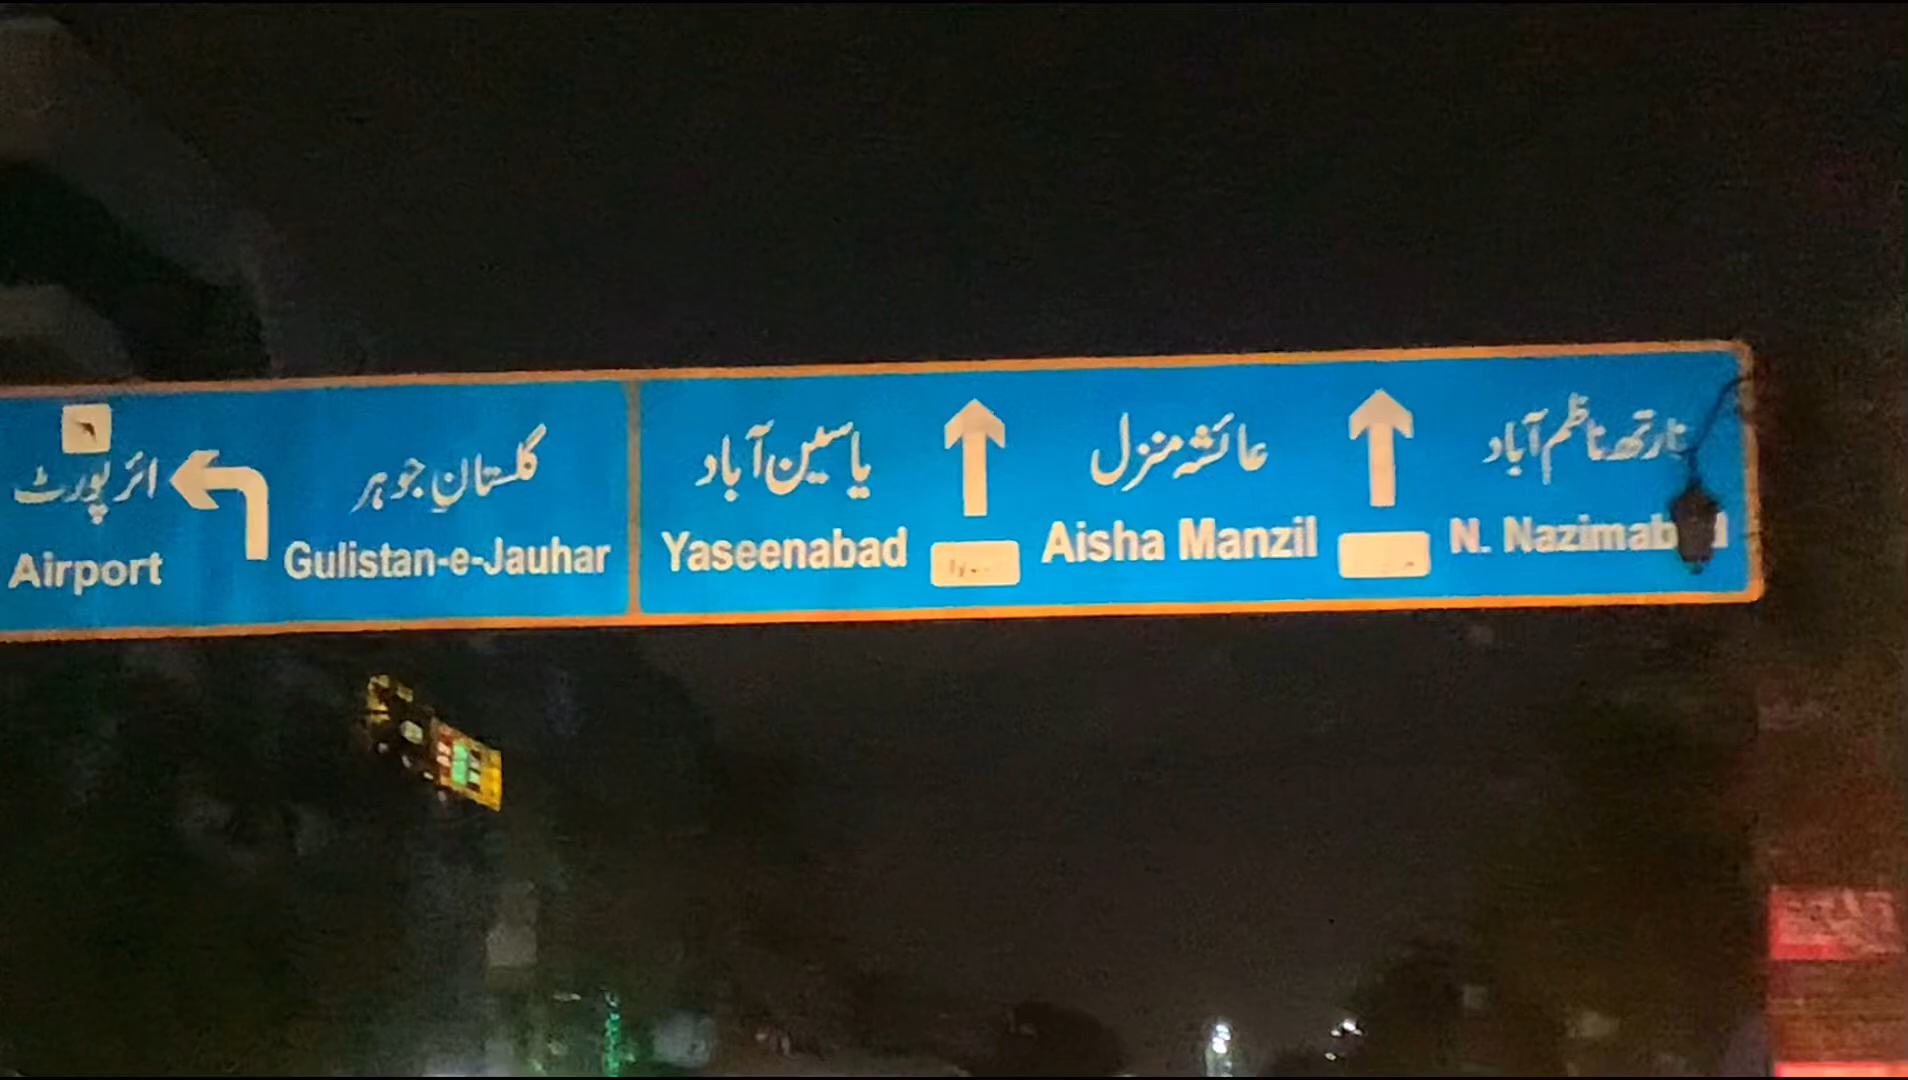 ائر پورٹ
Airport
گلستانِ جوہر
Gulistan-e-Jauhar
یاسین آباد
Yaseenabad
عائشہ منزل
Aisha Manzil
نارتھ ناظم آباد
N. Nazimabad